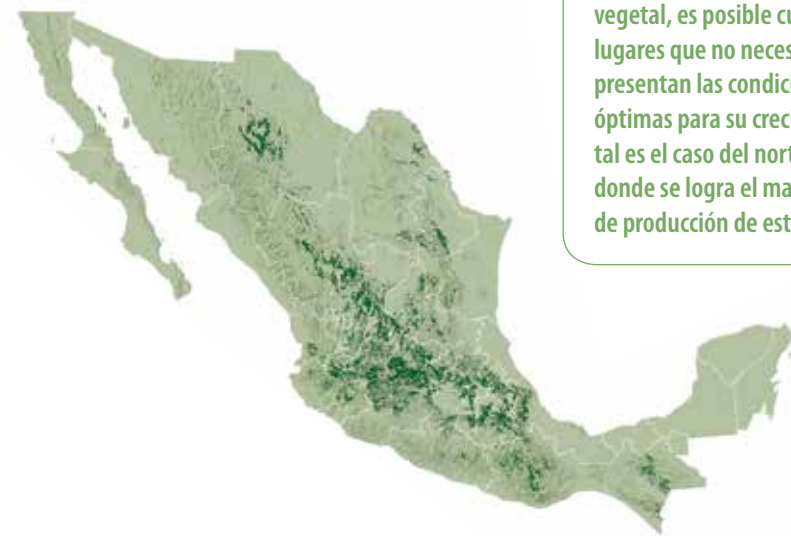 vegetal, es posible cu
lugares que no neces
presentan las condici
óptimas para su creci
tal es el caso del nort
donde se logra el ma
de producción de est